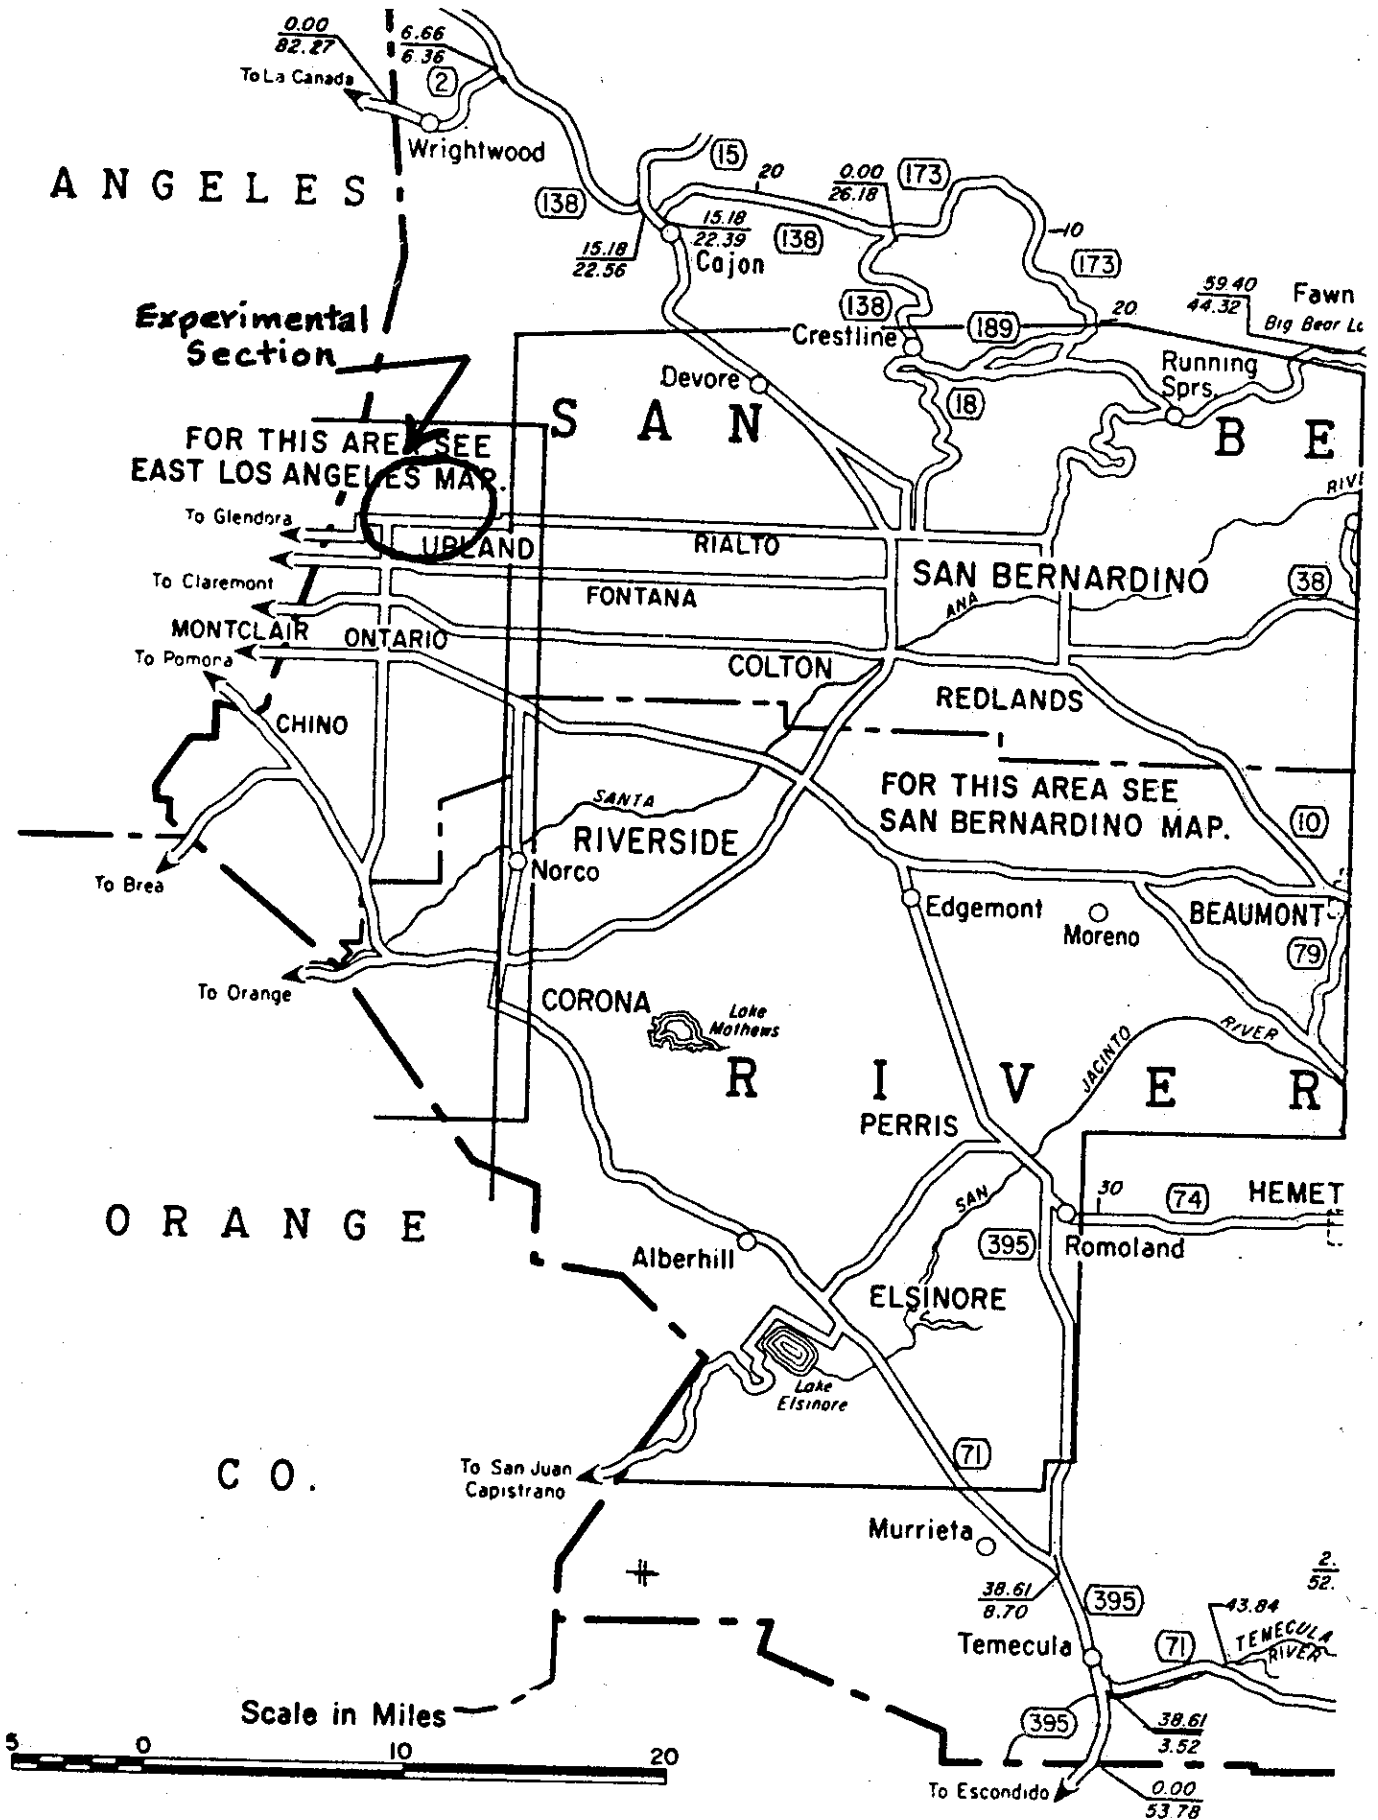 0.00
82.27
To La Canada
6.66
6.36
2
Wrightwood
ANGELES
138
15
20
0.00
26.18
173
15.18
22.39
138
15.18
22.56
Cajon
10
173
Experimental
Section
138
Crestline
189
20
59.40
44.32
Fawn
Big Bear
Devore
18
Running
Sprs.
SAN BE
FOR THIS AREA SEE
EAST LOS ANGELES MAP.
To Glendora
UPLAND
RIALTO
SAN BERNARDINO
To Claremont
FONTANA
ANA
38
MONTCLAIR
ONTARIO
To Pomona
COLTON
REDLANDS
CHINO
FOR THIS AREA SEE
SAN BERNARDINO MAP.
SANTA
RIVERSIDE
10
To Brea
Norco
Edgemont
Moreno
BEAUMONT
79
To Orange
CORONA
Lake
Mathews
JACINTO
RIVER
RIVER
PERRIS
ORANGE
SAN
30
74
HEMET
Alberhill
395
Romoland
ELSINORE
Lake
Elsinore
CO.
To San Juan
Capistrano
71
Murrieta
38.61
8.70
395
2.
52.
43.84
Temecula
71
TEMECULA
RIVER
Scale in Miles
395
38.61
3.52
5 0 10 20
To Escondido
0.00
53.78